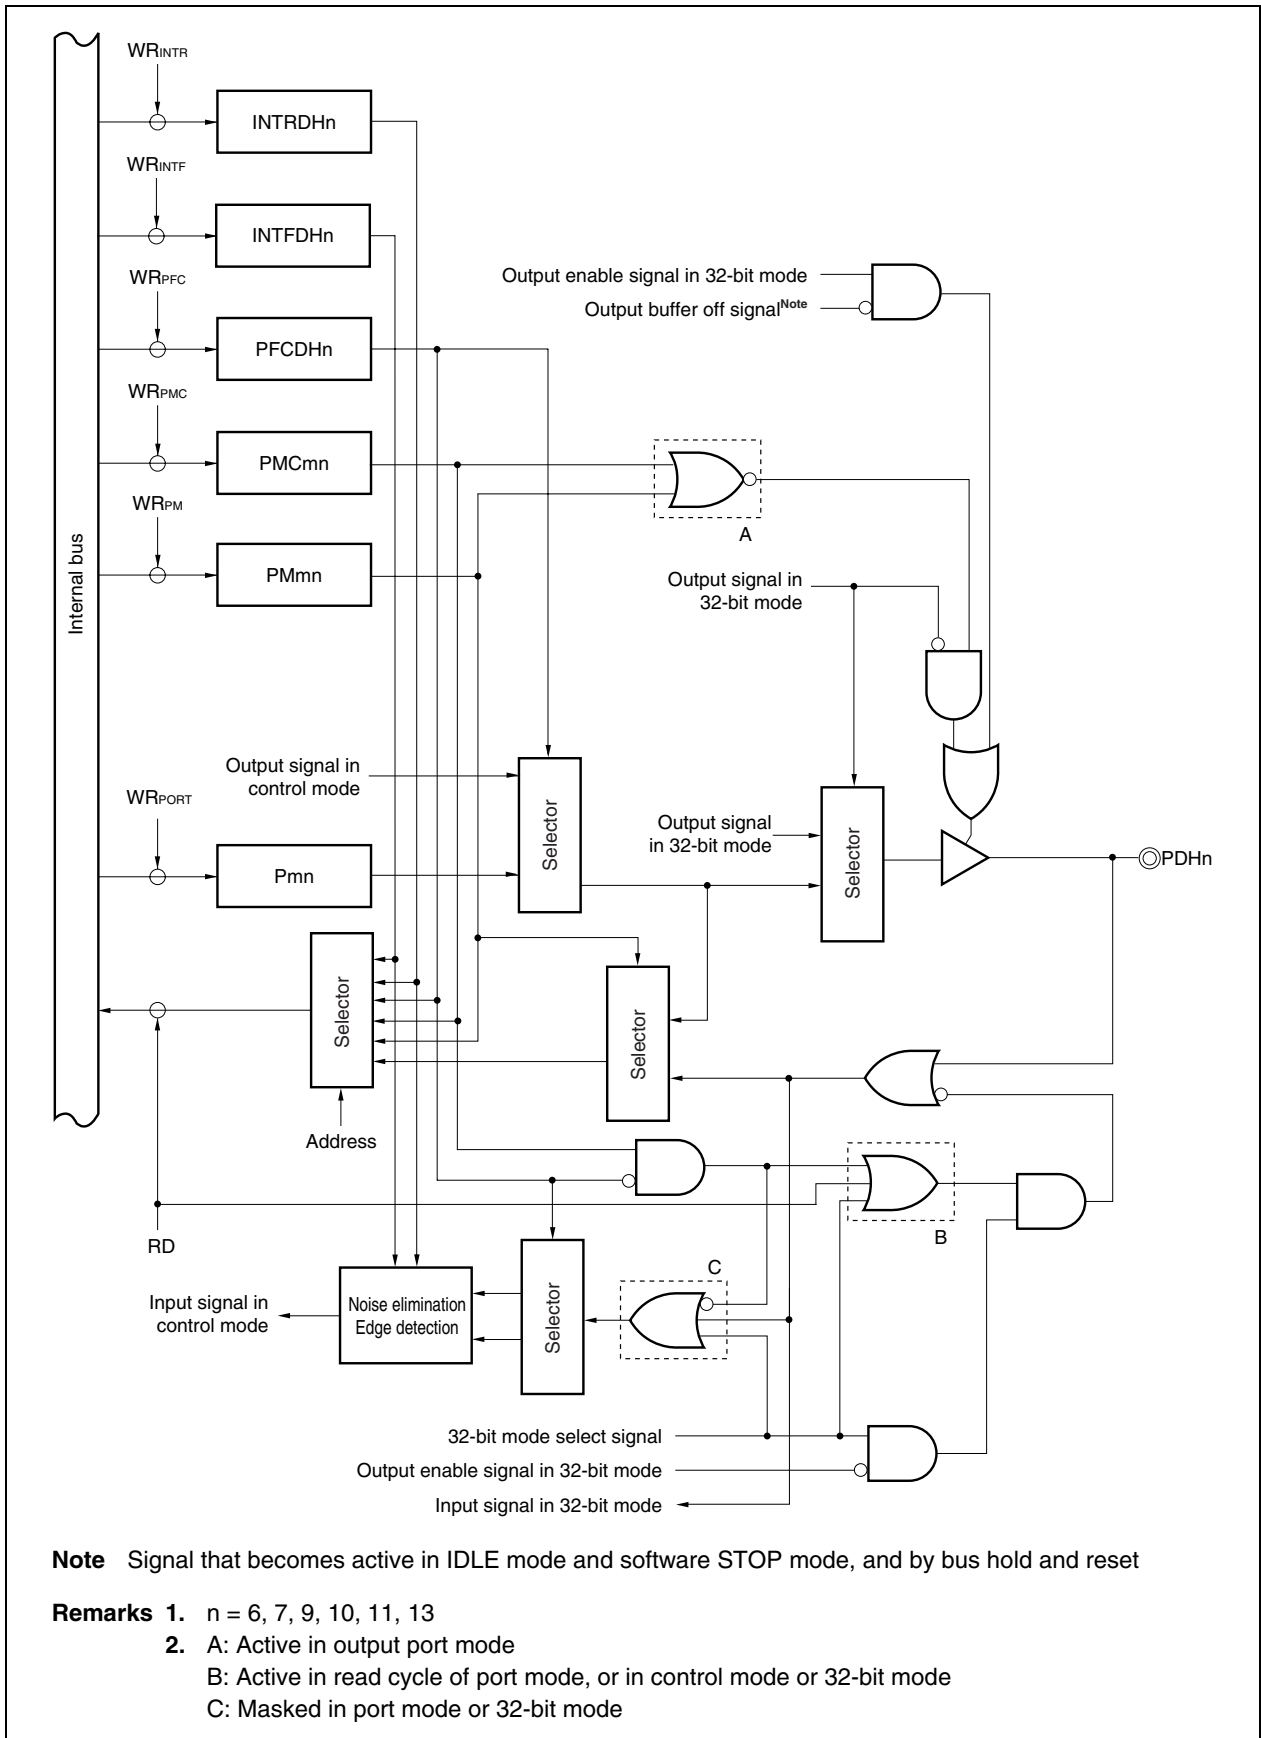 WRINTR
INTRDHn
WRINTF
INTFDHn
WRPFC
PFCDHn
WRPMC
PMCmn
WRPM
PMmn
Internal bus
Output enable signal in 32-bit mode
Output buffer off signalNote
A
Output signal in
32-bit mode
Output signal in
control mode
Selector
WRPORT
Pmn
Output signal
in 32-bit mode
Selector
PDHn
Selector
Selector
Address
RD
B
C
Input signal in
control mode
Noise elimination
Edge detection
Selector
32-bit mode select signal
Output enable signal in 32-bit mode
Input signal in 32-bit mode
Note Signal that becomes active in IDLE mode and software STOP mode, and by bus hold and reset
Remarks 1. n = 6, 7, 9, 10, 11, 13
2. A: Active in output port mode
B: Active in read cycle of port mode, or in control mode or 32-bit mode
C: Masked in port mode or 32-bit mode